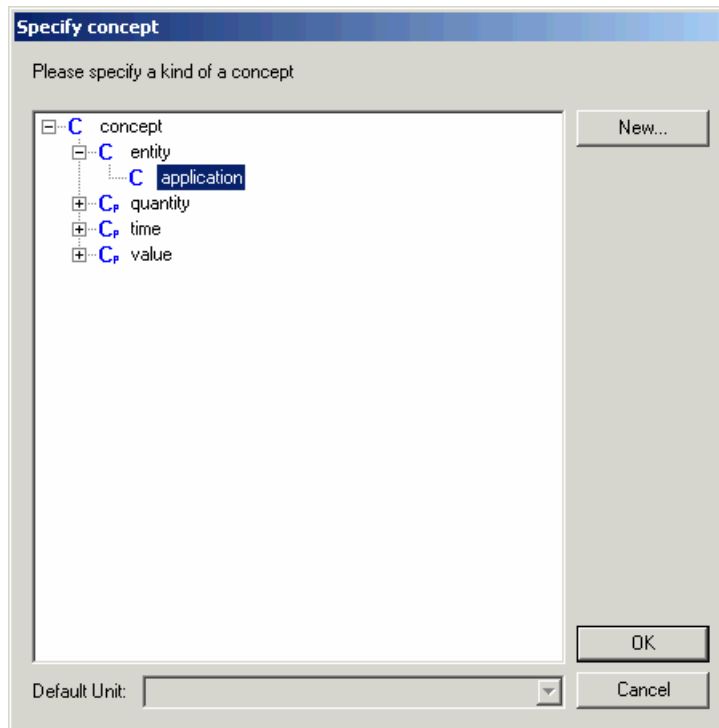 Specify concept
Please specify a kind of a concept
C concept
New...
C entity
C application
Cp quantity
Cp time
Cp value
OK
Default Unit:
Cancel